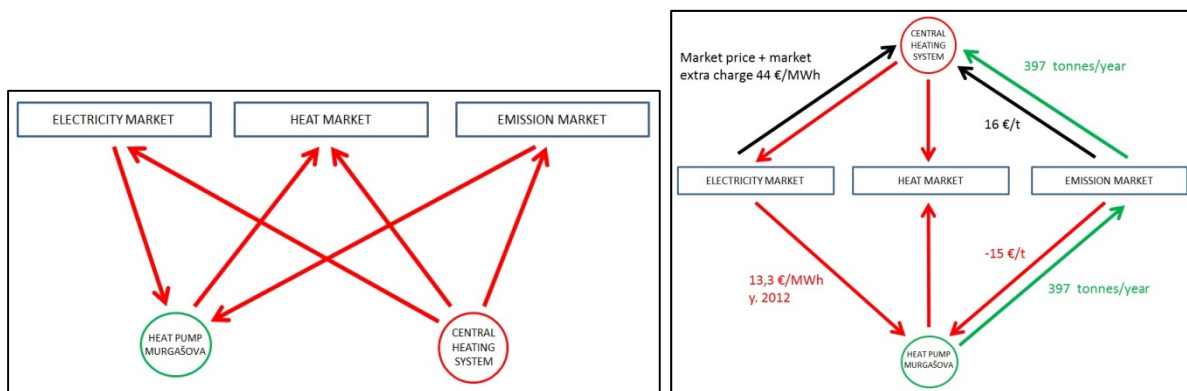 ELECTRICITY MARKET
HEAT MARKET
EMISSION MARKET
HEAT PUMP
MURGAŠOVA
CENTRAL
HEATING
SYSTEM
CENTRAL
HEATING
SYSTEM
Market price + market
extra charge 44 €/MWh
397 tonnes/year
16 €/t
ELECTRICITY MARKET
HEAT MARKET
EMISSION MARKET
13,3 €/MWh
y. 2012
-15 €/t
397 tonnes/year
HEAT PUMP
MURGAŠOVA